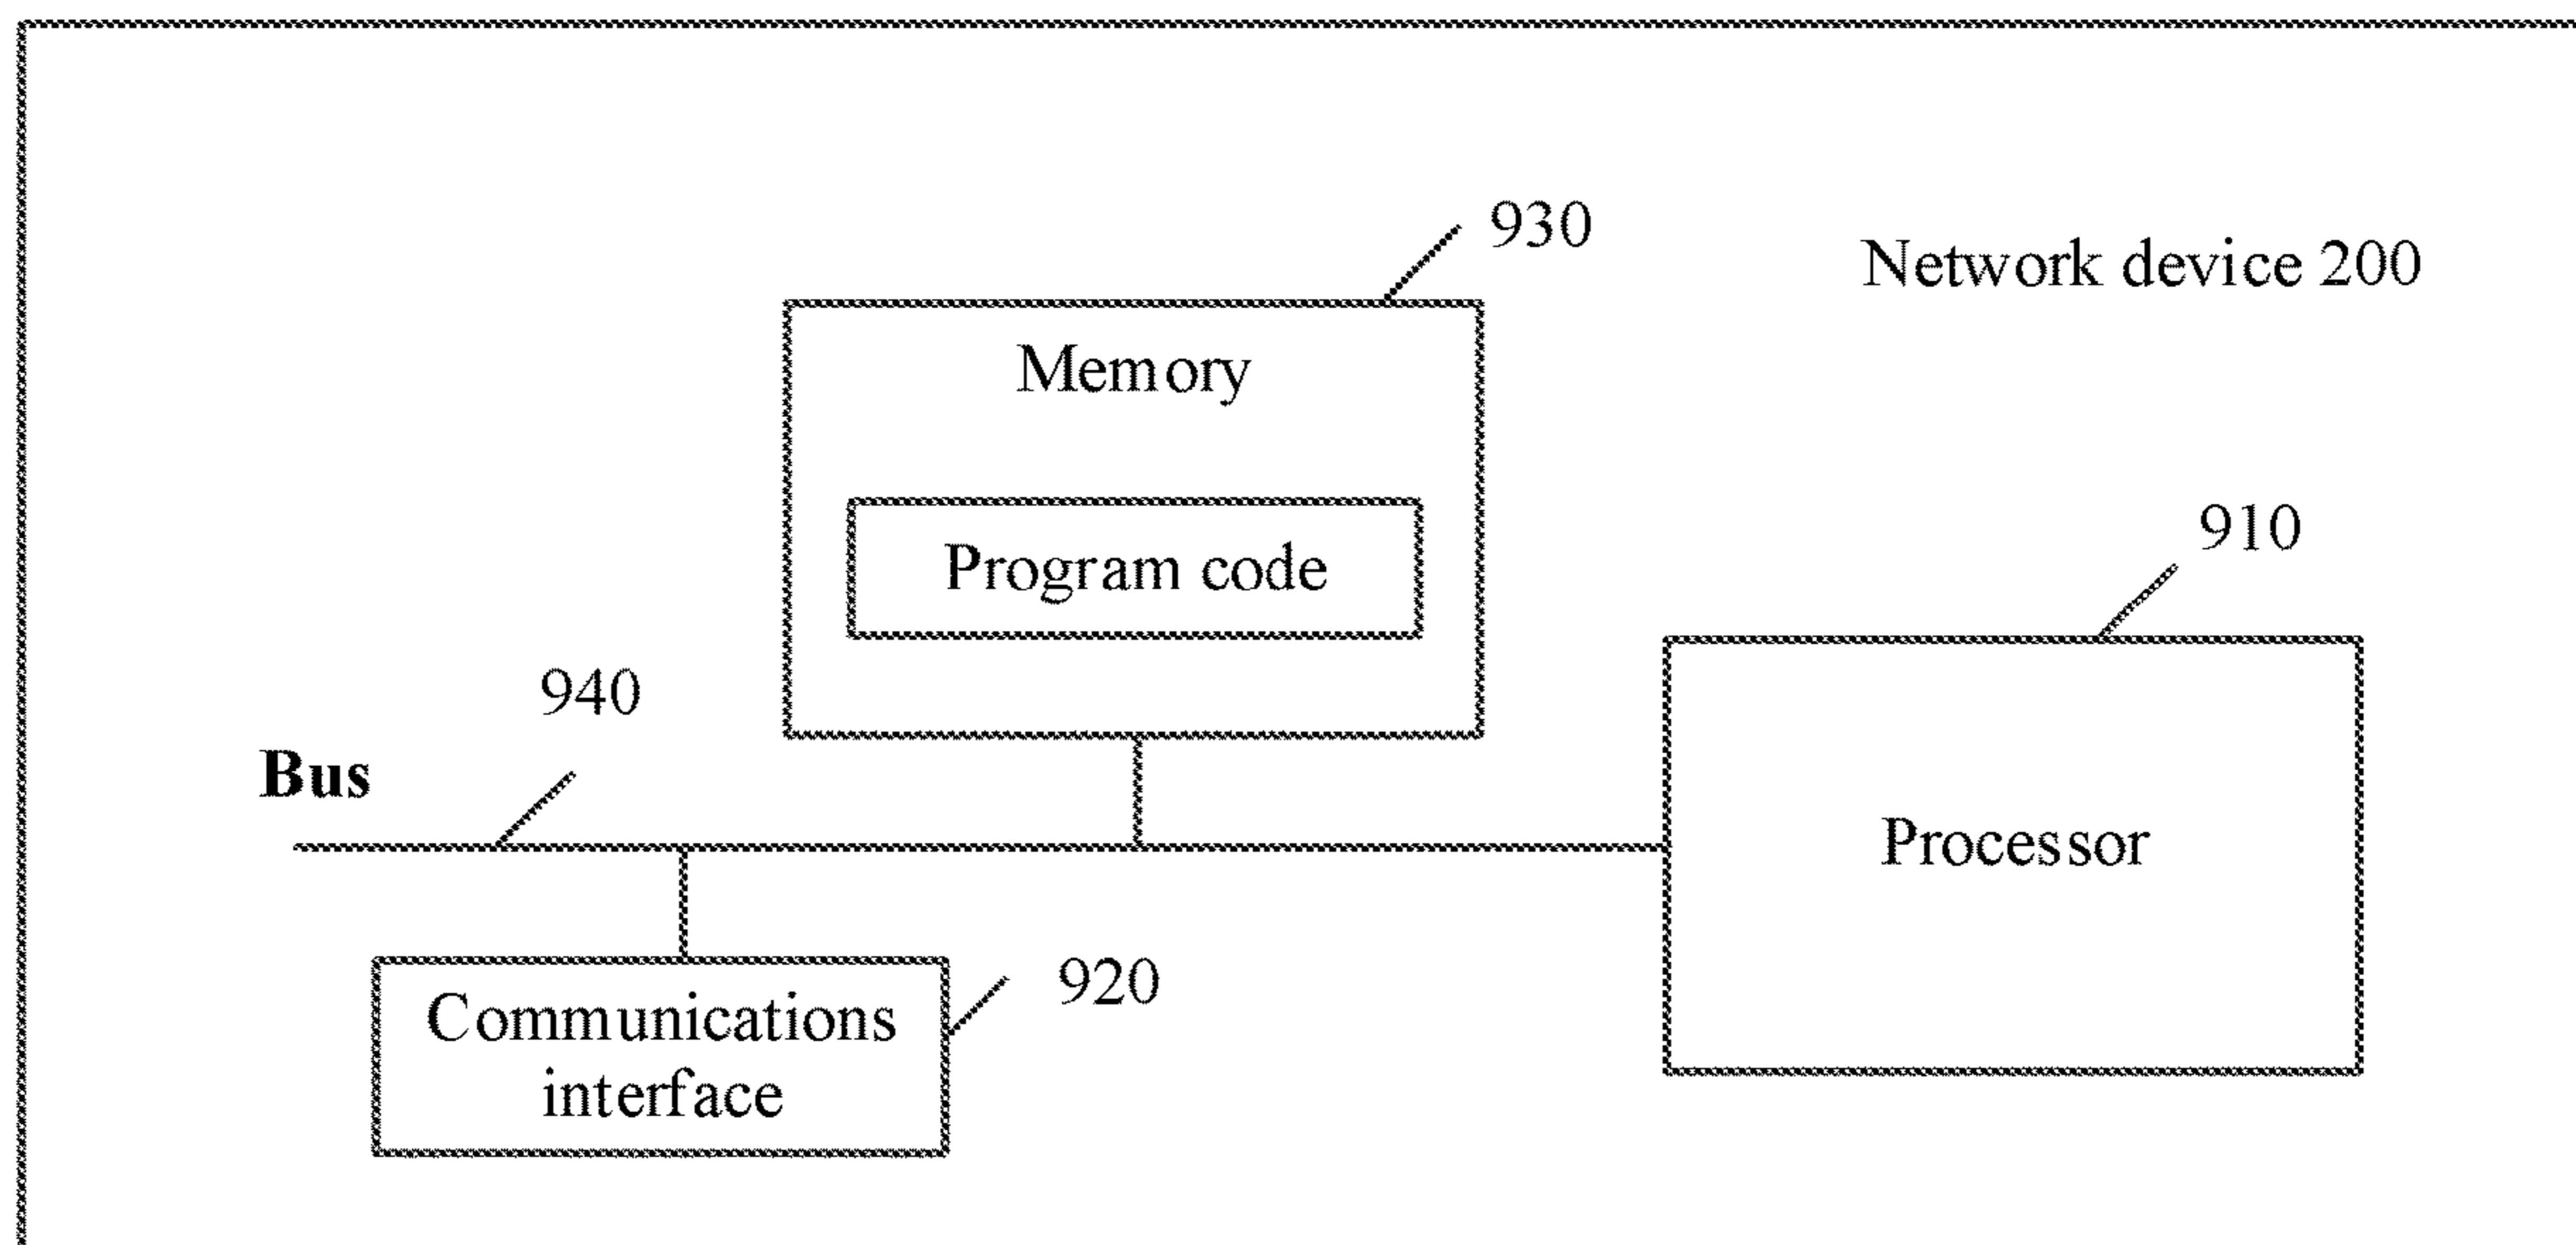 930
Network device 200
Memory
910
Program code
940
Bus
Processor
920
Communications
interface